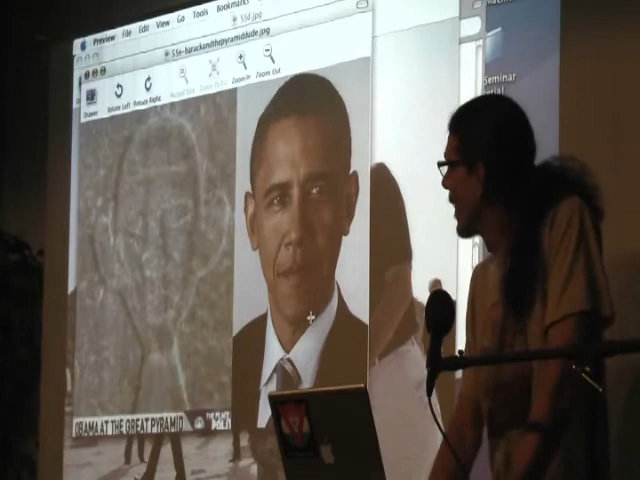 Preview File Edit View Go Tools Bookmarks
55d.jpg
55e-barackandthepyramiddude.jpg
Drawer Rotate Left Rotate Right Actual Size Zoom To Fit Zoom In Zoom Out
Seminar
OBAMA AT THE GREAT PYRAMID